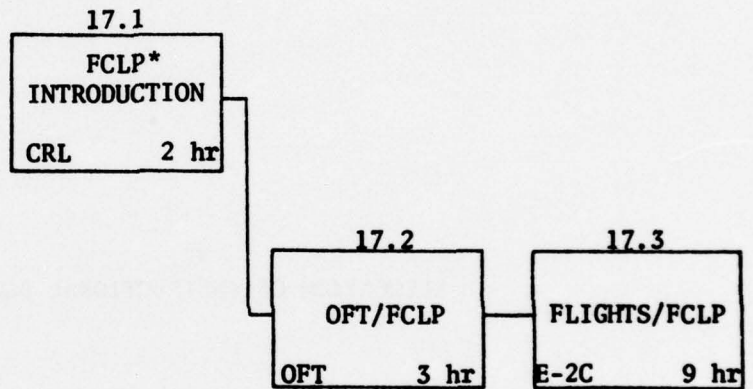 17.1
FCLP*
INTRODUCTION
CRL 2 hr
17.2
OFT/FCLP
OFT 3 hr
17.3
FLIGHTS/FCLP
E-2C 9 hr